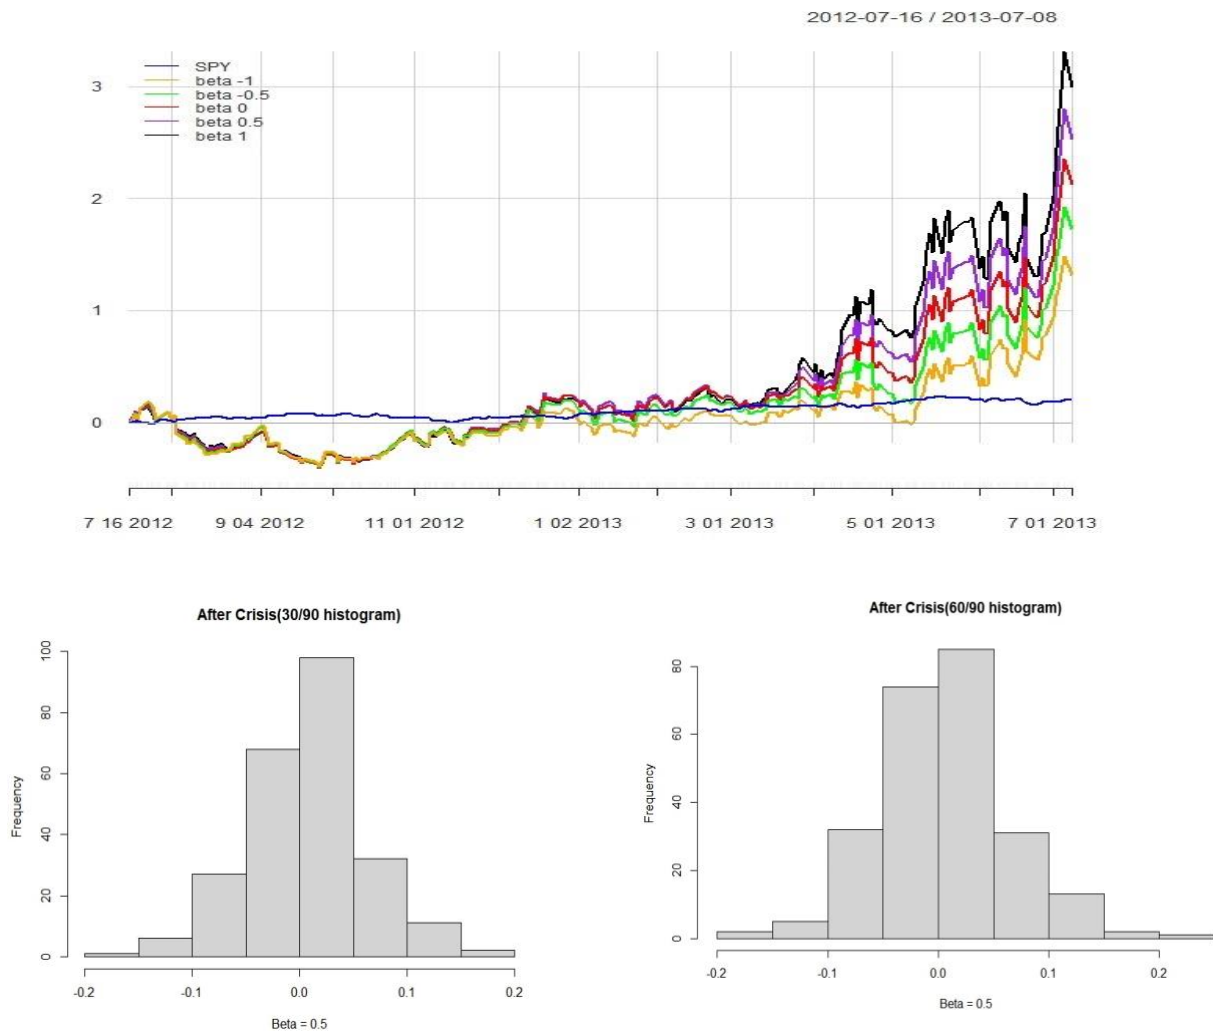 2012-07-16 / 2013-07-08
SPY
beta -1
beta -0.5
beta 0
beta 0.5
beta 1
3
2
1
0
7 16 2012 9 04 2012 11 01 2012 1 02 2013 3 01 2013 5 01 2013 7 01 2013
After Crisis(30/90 histogram)
Frequency
100
80
60
40
20
0
-0.2 -0.1 0.0 0.1 0.2
Beta = 0.5
After Crisis(60/90 histogram)
Frequency
80
60
40
20
0
-0.2 -0.1 0.0 0.1 0.2
Beta = 0.5